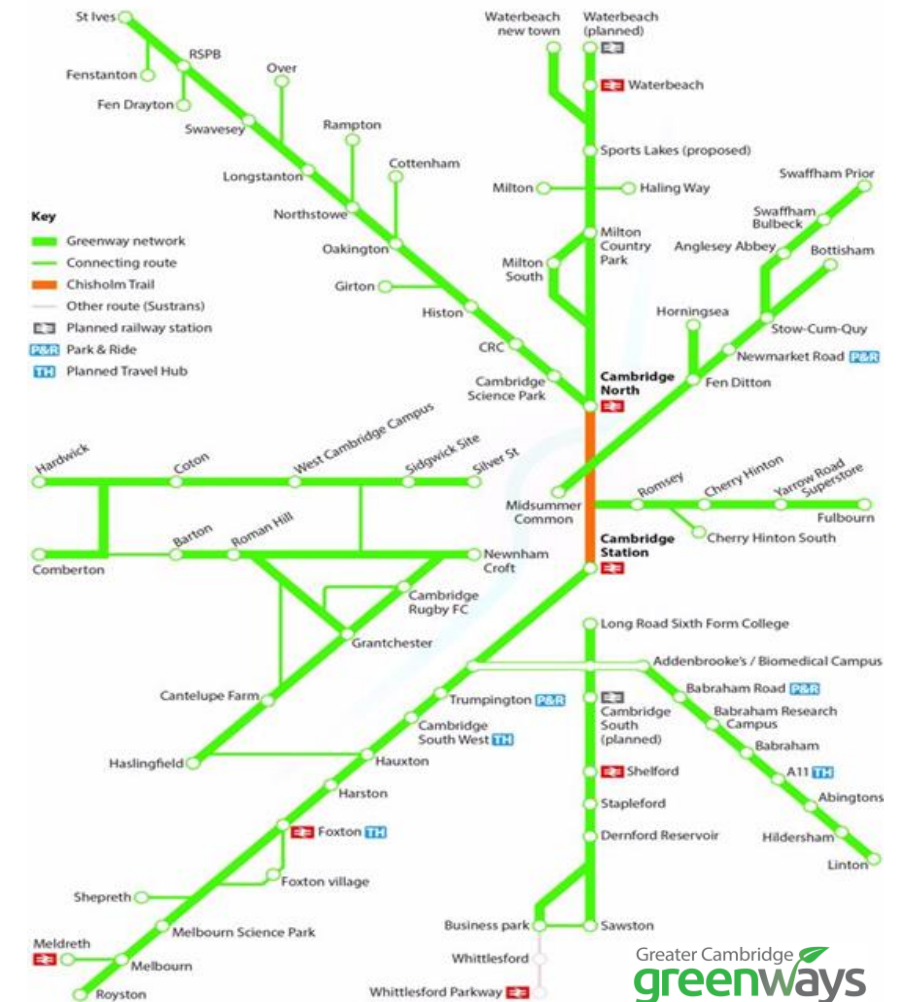 St Ives
RSPB
Fenstanton
Fen Drayton
Over
Swavesey
Rampton
Longstanton
Cottenham
Northstowe
Oakington
Girton
Histon
CRC
Cambridge
Science Park
Waterbeach
new town
Waterbeach
(planned)
Waterbeach
Sports Lakes (proposed)
Milton
Haling Way
Milton
Country
Park
Milton
South
Swaffham Prior
Swaffham
Bulbeck
Anglesey Abbey
Bottisham
Horningsea
Stow-Cum-Quy
Newmarket Road P&R
Fen Ditton
Cambridge
North
Key
Greenway network
Connecting route
Chisholm Trail
Other route (Sustrans)
Planned railway station
P&R Park & Ride
TH Planned Travel Hub
Hardwick
Coton
West Cambridge Campus
Sidgwick Site
Silver St
Midsummer
Common
Romsey
Cherry Hinton
Yarrow Road
Superstore
Fulbourn
Cherry Hinton South
Cambridge
Station
Comberton
Barton
Roman Hill
Newnham
Croft
Cambridge
Rugby FC
Grantchester
Cantelupe Farm
Haslingfield
Long Road Sixth Form College
Addenbrooke's / Biomedical Campus
Trumpington P&R
Cambridge
South West TH
Hauxton
Harston
Foxton TH
Foxton village
Shepreth
Melbourn Science Park
Meldreth
Melbourn
Royston
Babraham Road P&R
Cambridge
South
(planned)
Babraham Research
Campus
Babraham
Shelford
A11 TH
Stapleford
Abingtons
Dernford Reservoir
Hildersham
Linton
Business park
Sawston
Whittlesford
Whittlesford Parkway
Greater Cambridge
greenways